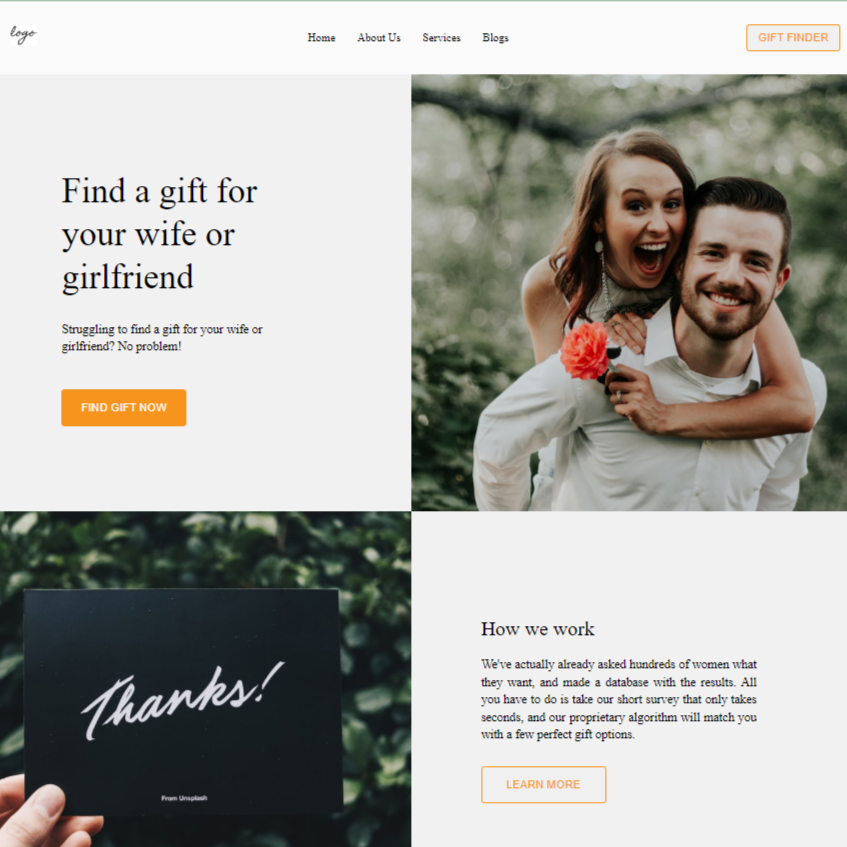 logo
Home About Us Services Blogs
GIFT FINDER
Find a gift for
your wife or
girlfriend
Struggling to find a gift for your wife or
girlfriend? No problem!
FIND GIFT NOW
Thanks!
From Unsplash
How we work
We've actually already asked hundreds of women what
they want, and made a database with the results. All
you have to do is take our short survey that only takes
seconds, and our proprietary algorithm will match you
with a few perfect gift options.
LEARN MORE